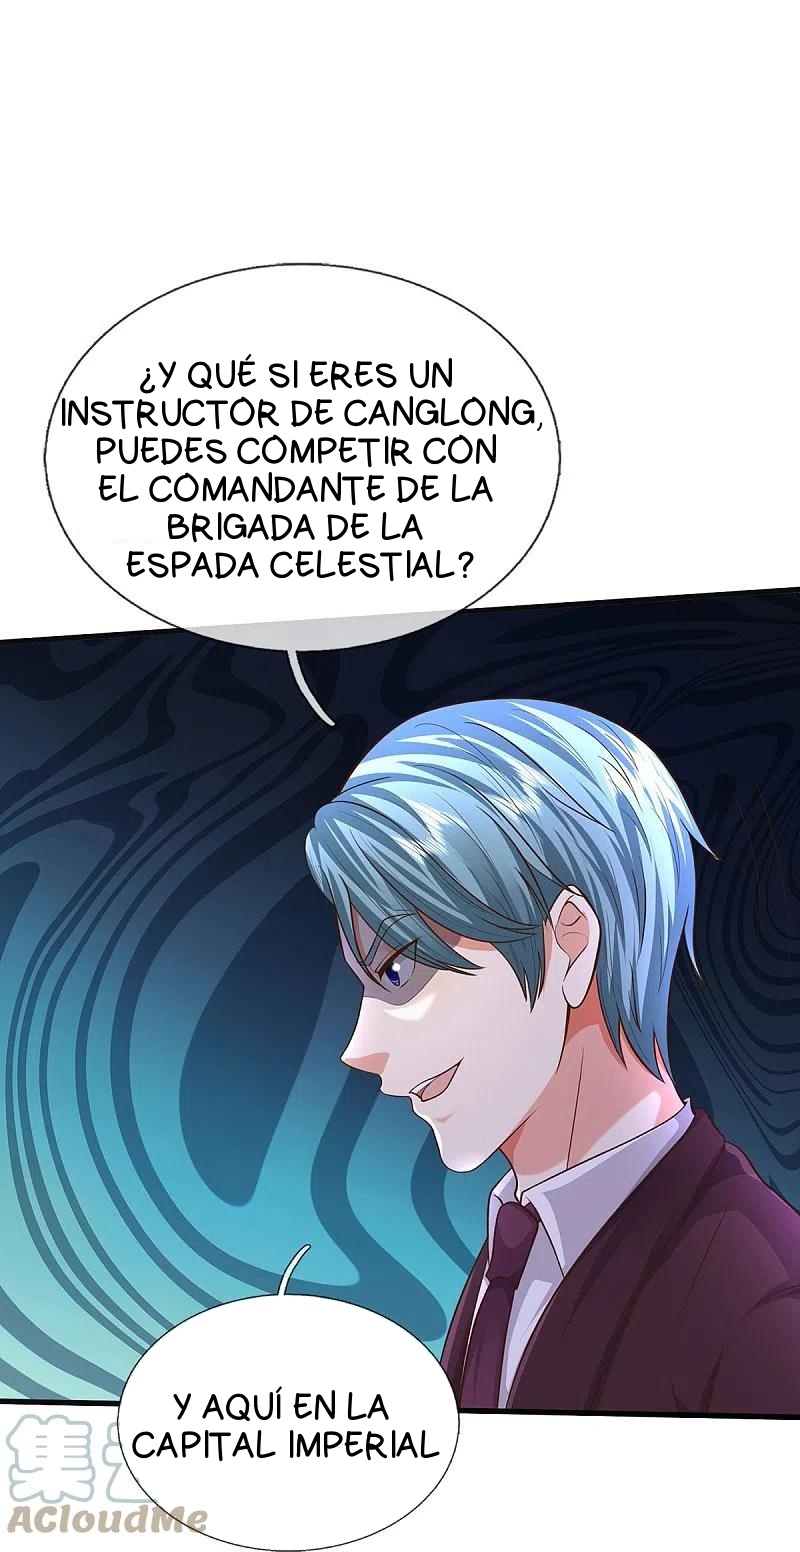 ¿Y QUÉ SI ERES UN
INSTRUCTOR DE CANGLONG,
PUEDES COMPETIR CON
EL COMANDANTE DE LA
BRIGADA DE LA
ESPADA CELESTIAL?
Y AQUÍ EN LA
CAPITAL IMPERIAL
ACloudMe